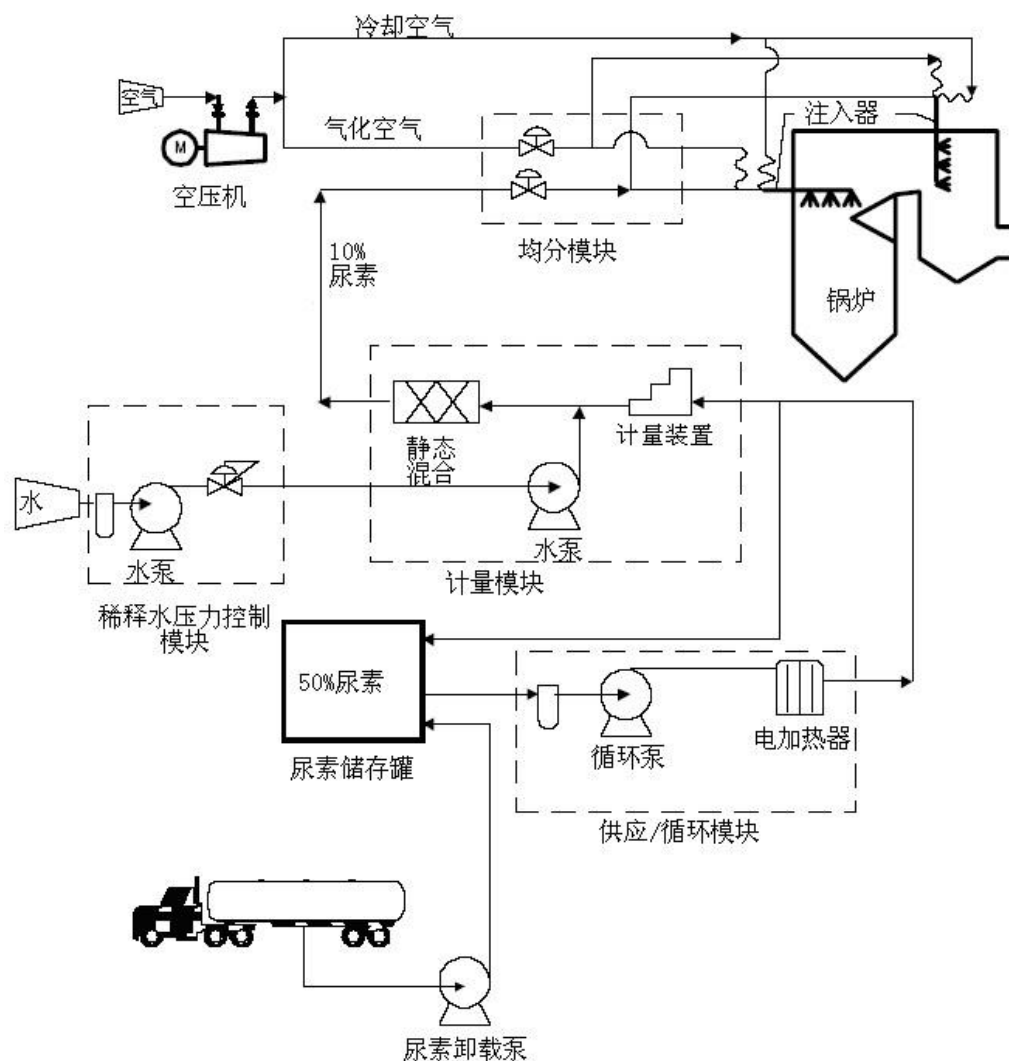 冷却空气
空气
注入器
气化空气
M
空压机
均分模块
10%
尿素
锅炉
静态
混合
计量装置
水
水泵
水泵
计量模块
稀释水压力控制
模块
50%尿素
循环泵
电加热器
尿素储存罐
供应/循环模块
尿素卸载泵